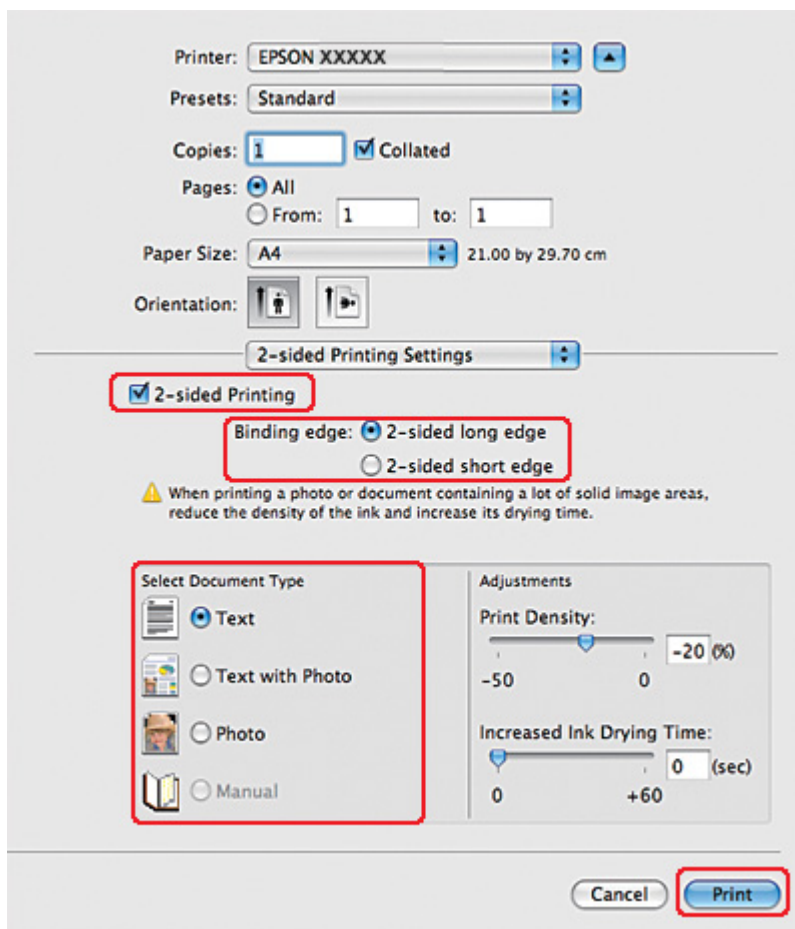 Printer: EPSON XXXXX
Presets: Standard
Copies: 1 Collated
Pages: All
From: 1 to: 1
Paper Size: A4 21.00 by 29.70 cm
Orientation:
2-sided Printing Settings
2-sided Printing
Binding edge: 2-sided long edge
2-sided short edge
When printing a photo or document containing a lot of solid image areas,
reduce the density of the ink and increase its drying time.
Select Document Type
Text
Text with Photo
Photo
Manual
Adjustments
Print Density:
-20 (%)
-50 0
Increased Ink Drying Time:
0 (sec)
0 +60
Cancel Print